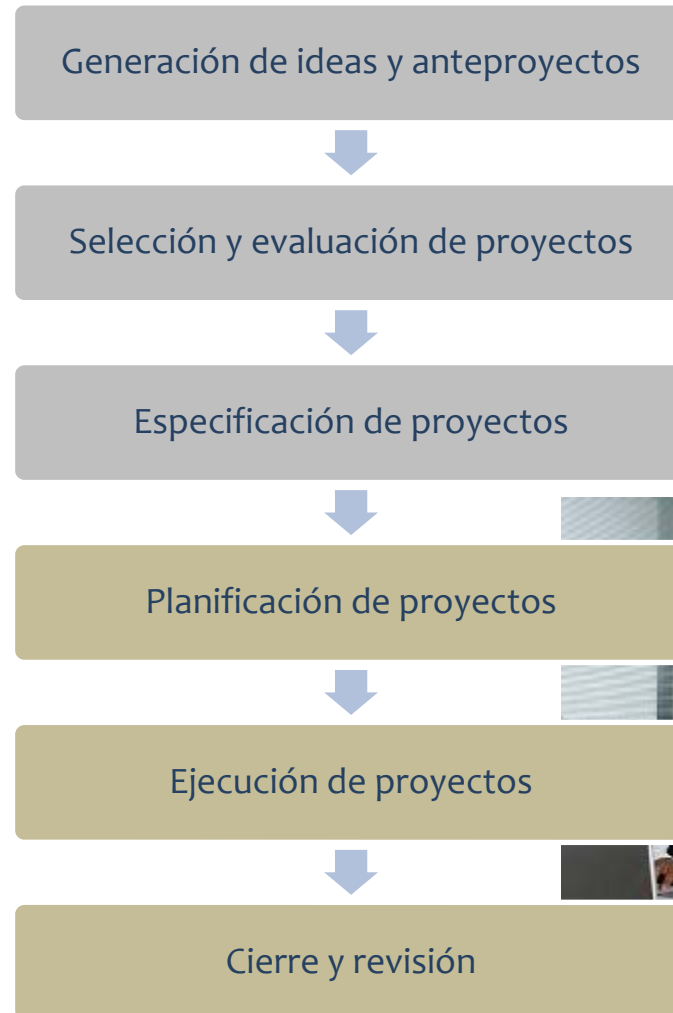 Generación de ideas y anteproyectos
Selección y evaluación de proyectos
Especificación de proyectos
Planificación de proyectos
Ejecución de proyectos
Cierre y revisión